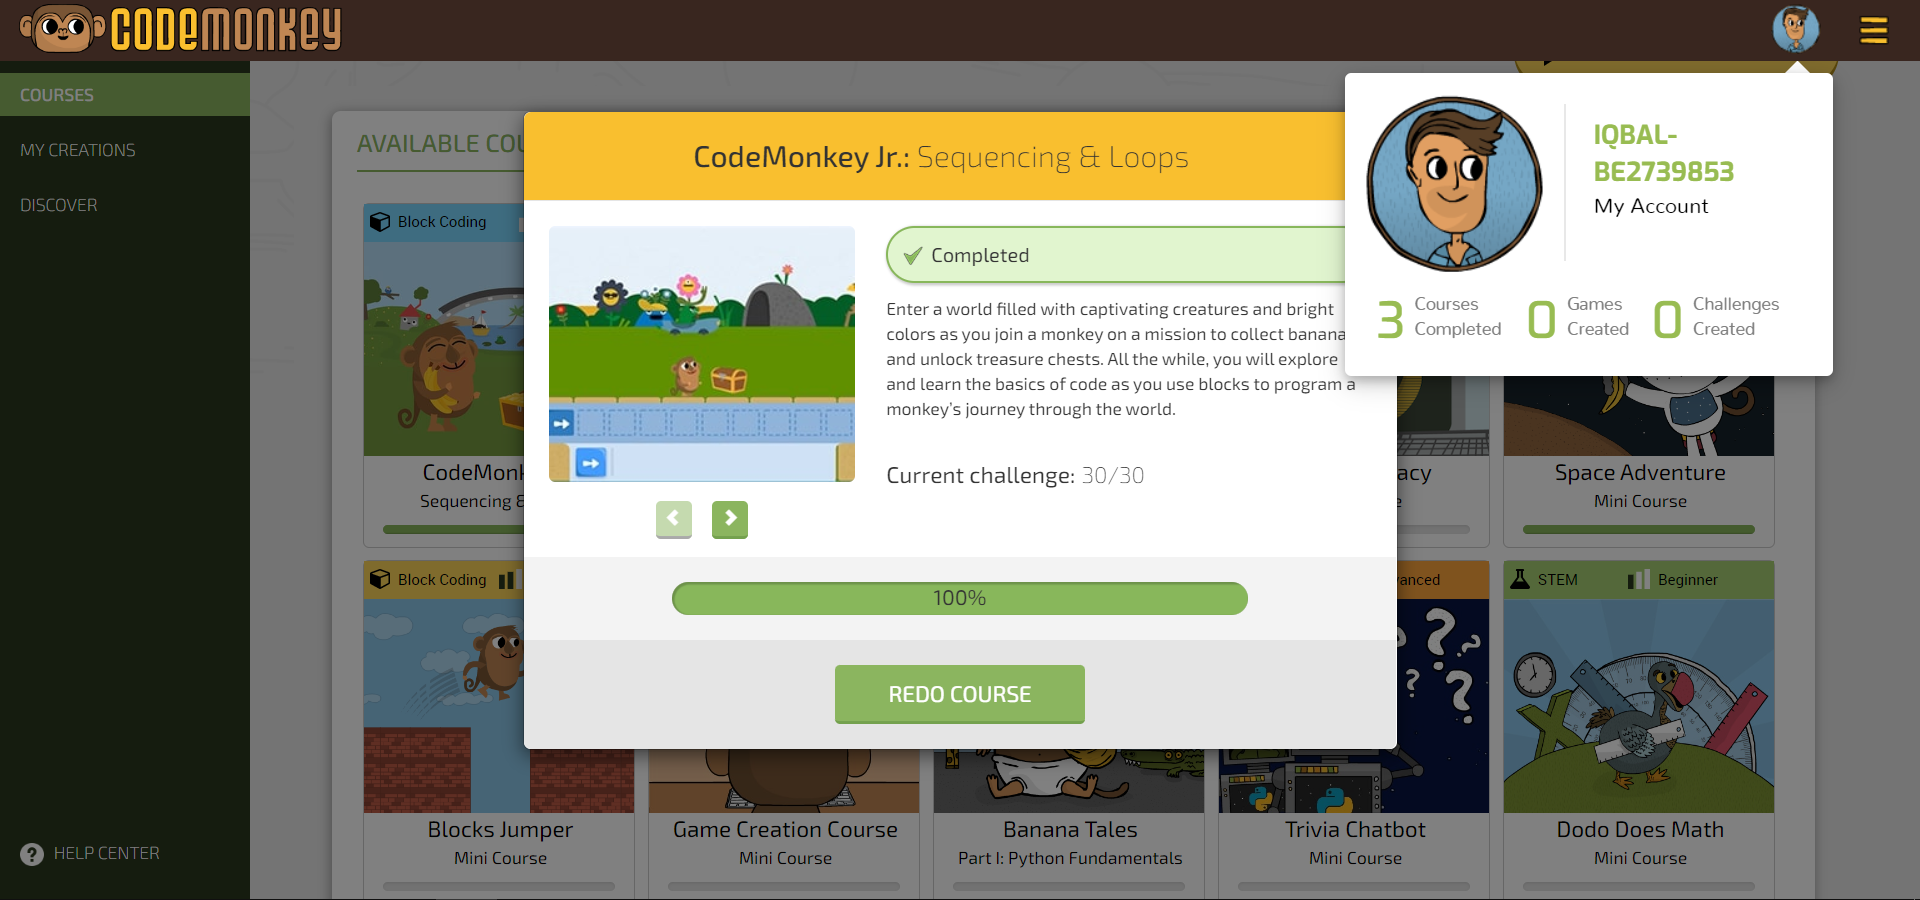 CODEMONKEY
COURSES
MY CREATIONS
DISCOVER
HELP CENTER
AVAILABLE COU
CodeMonkey Jr.: Sequencing & Loops
Completed
Enter a world filled with captivating creatures and bright
colors as you join a monkey on a mission to collect banana
and unlock treasure chests. All the while, you will explore
and learn the basics of code as you use blocks to program a
monkey's journey through the world.
Current challenge: 30/30
100%
REDO COURSE
IQBAL-
BE2739853
My Account
3 Courses Completed
0 Games Created
0 Challenges Created
Block Coding
CodeMonk
Sequencing &
acy
Space Adventure
Mini Course
Block Coding
vanced
STEM
Beginner
Blocks Jumper
Mini Course
Game Creation Course
Mini Course
Banana Tales
Part I: Python Fundamentals
Trivia Chatbot
Mini Course
Dodo Does Math
Mini Course